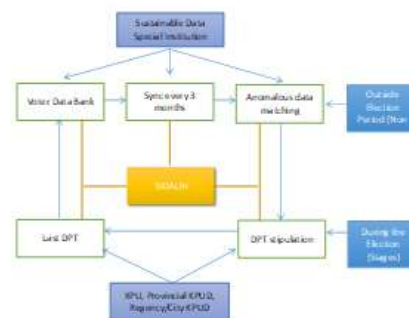 Sustainable Data
Special Institution
Voter Data Bank
Sync every 3
months
Anomalous data
matching
Outside
Election
Period (Non
SIDALIH
Last DPT
DPT stipulation
During the
Election
(Stages)
KPU, Provincial KPUD,
Regency/City KPUD